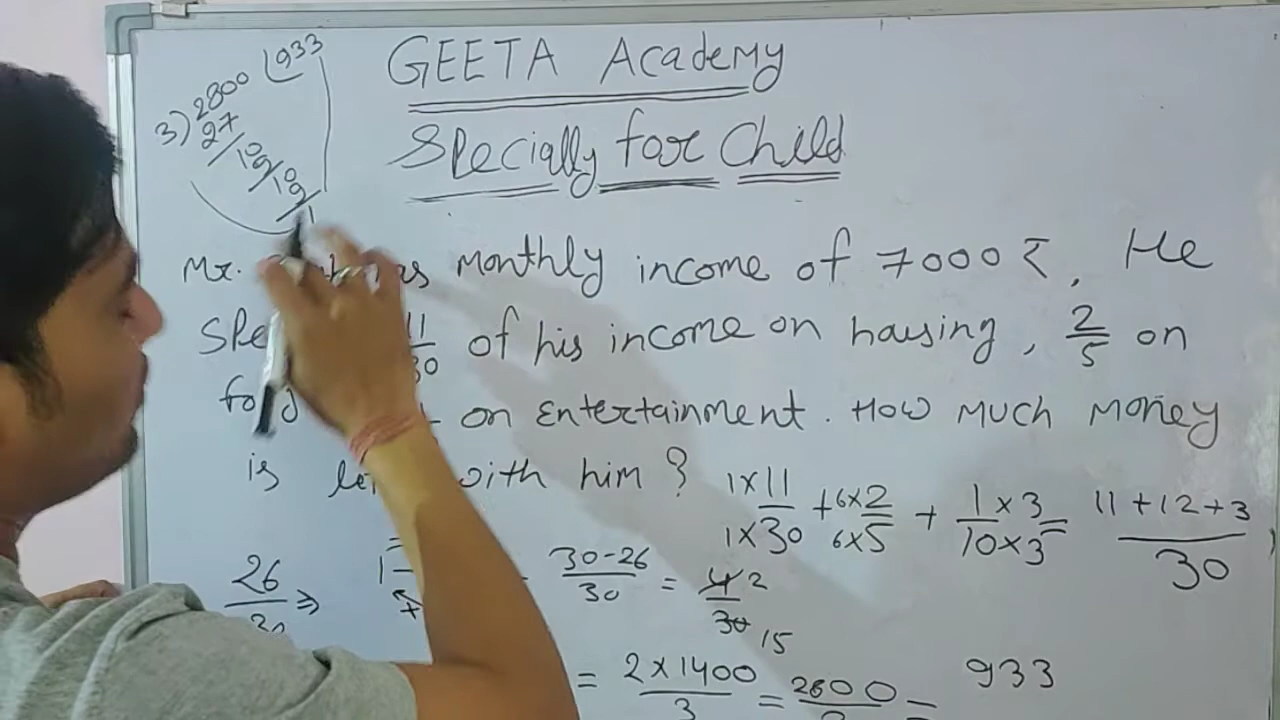 GEETA Academy
Specially for Child
933
3) 2800
27
10
9
10
9
1
Mr. monthly income of 7000 ₹. He
11/30 of his income on housing, 2/5 on
on Entertainment. How Much Money
is with him?
1×11/1×30 + 6×2/6×5 + 1×3/10×3 = 11+12+3/30
26/30 ⇒ 1 - 30-26/30 = 4/30 2/15
= 2×1400/3 = 2800/3 = 933